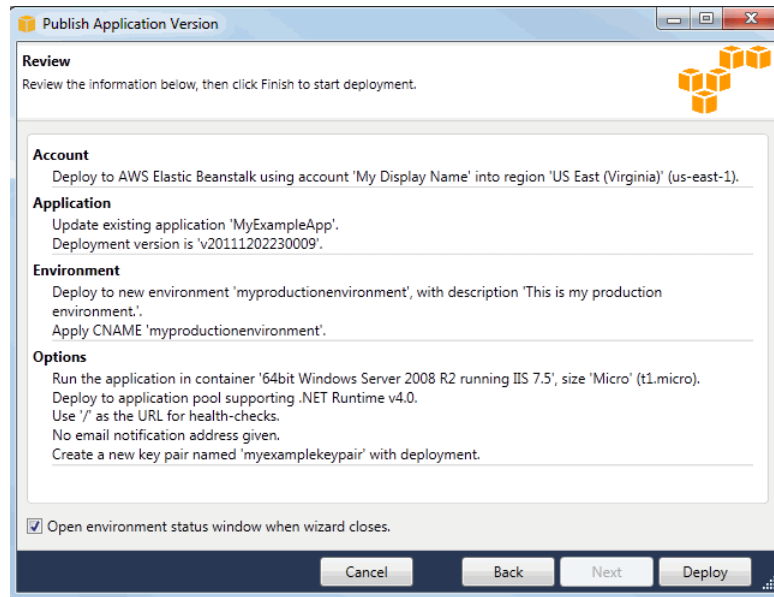 Publish Application Version
Review
Review the information below, then click Finish to start deployment.
Account
Deploy to AWS Elastic Beanstalk using account 'My Display Name' into region 'US East (Virginia)' (us-east-1).
Application
Update existing application 'MyExampleApp'.
Deployment version is 'v20111202230009'.
Environment
Deploy to new environment 'myproductionenvironment', with description 'This is my production
environment.'.
Apply CNAME 'myproductionenvironment'.
Options
Run the application in container '64bit Windows Server 2008 R2 running IIS 7.5', size 'Micro' (t1.micro).
Deploy to application pool supporting .NET Runtime v4.0.
Use '/' as the URL for health-checks.
No email notification address given.
Create a new key pair named 'myexamplekeypair' with deployment.
Open environment status window when wizard closes.
Cancel Back Next Deploy